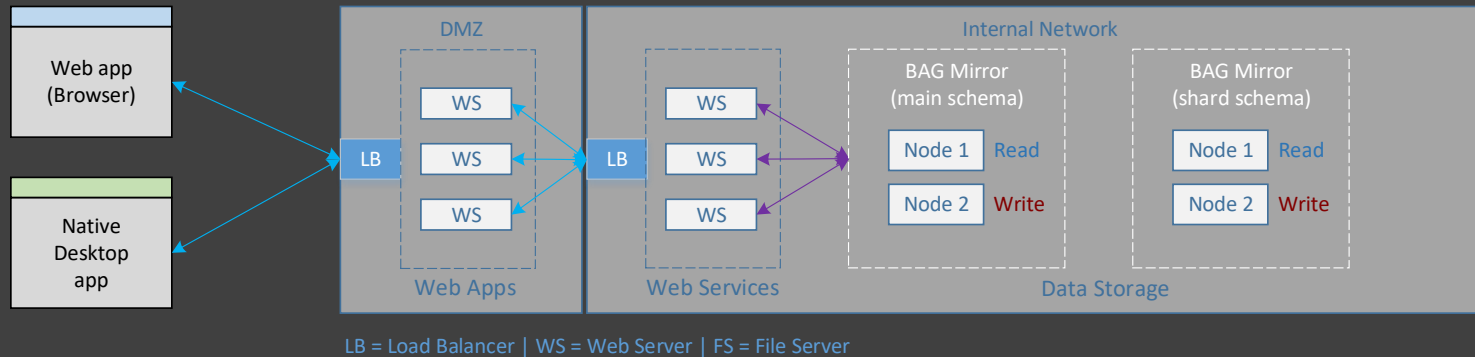 Web app
(Browser)
Native
Desktop
app
DMZ
LB
WS
WS
WS
Web Apps
Internal Network
LB
WS
WS
WS
Web Services
BAG Mirror
(main schema)
Node 1 Read
Node 2 Write
BAG Mirror
(shard schema)
Node 1 Read
Node 2 Write
Data Storage
LB = Load Balancer | WS = Web Server | FS = File Server